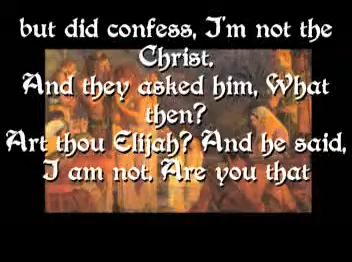 but did confess, I'm not the
Christ.
And they asked him, What
then?
Art thou Elijah? And he said,
I am not. Are you that